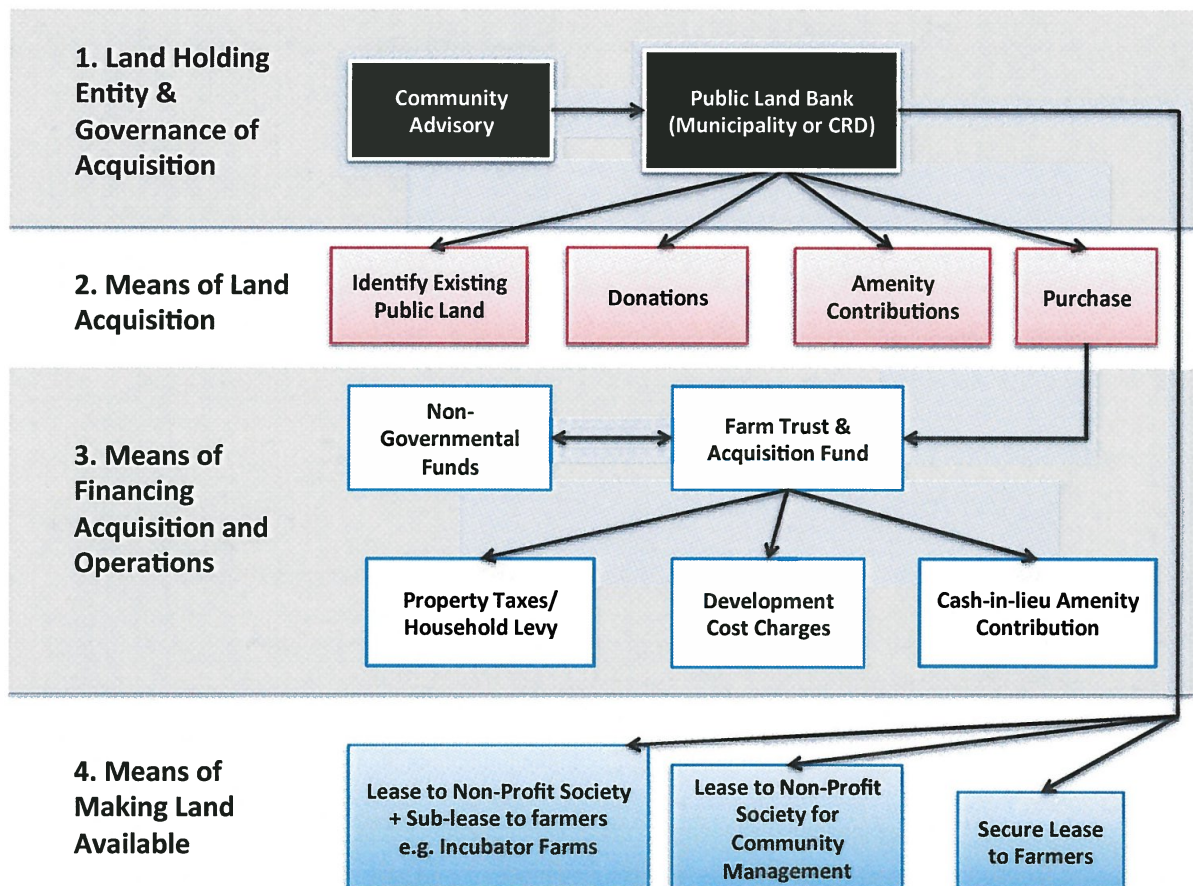 1. Land Holding
Entity &
Governance of
Acquisition
Community
Advisory
Public Land Bank
(Municipality or CRD)
2. Means of Land
Acquisition
Identify Existing
Public Land
Donations
Amenity
Contributions
Purchase
3. Means of
Financing
Acquisition and
Operations
Non-
Governmental
Funds
Farm Trust &
Acquisition Fund
Property Taxes/
Household Levy
Development
Cost Charges
Cash-in-lieu Amenity
Contribution
4. Means of
Making Land
Available
Lease to Non-Profit Society
+ Sub-lease to farmers
e.g. Incubator Farms
Lease to Non-Profit
Society for
Community
Management
Secure Lease
to Farmers